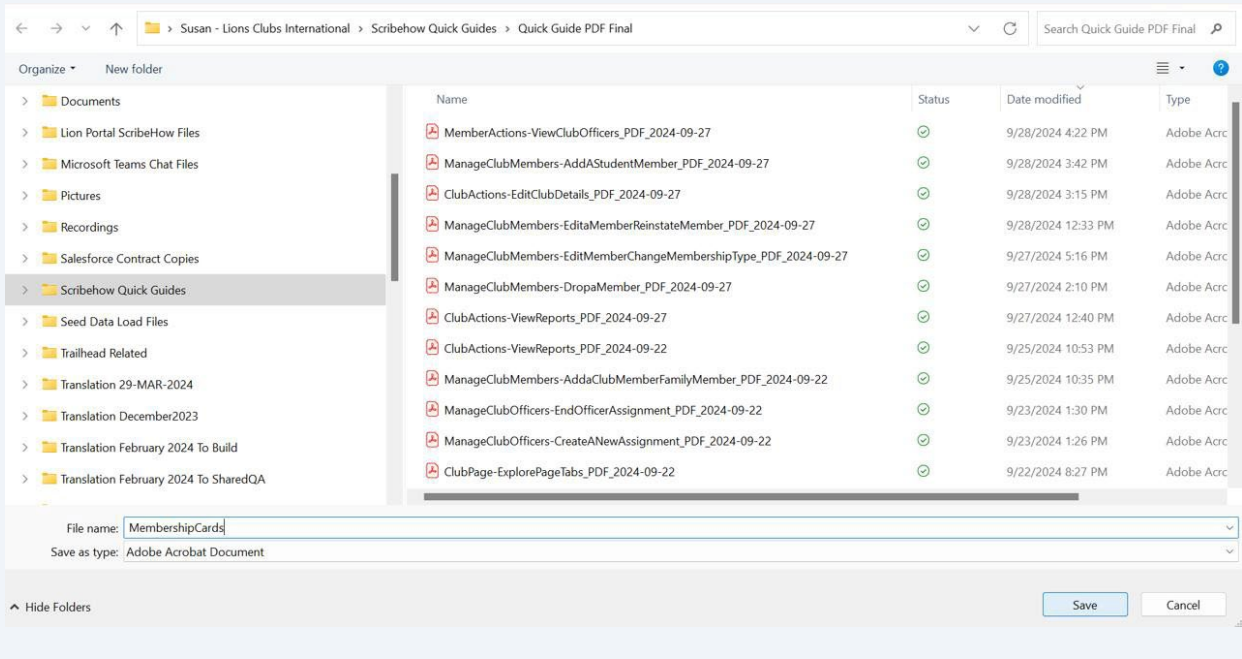 Susan - Lions Clubs International > Scribehow Quick Guides > Quick Guide PDF Final
Search Quick Guide PDF Final
Organize
New folder
Documents
Lion Portal ScribeHow Files
Microsoft Teams Chat Files
Pictures
Recordings
Salesforce Contract Copies
Scribehow Quick Guides
Seed Data Load Files
Trailhead Related
Translation 29-MAR-2024
Translation December2023
Translation February 2024 To Build
Translation February 2024 To SharedQA
Name Status Date modified Type
MemberActions-ViewClubOfficers_PDF_2024-09-27 9/28/2024 4:22 PM Adobe Acrc
ManageClubMembers-AddAStudentMember_PDF_2024-09-27 9/28/2024 3:42 PM Adobe Acrc
ClubActions-EditClubDetails_PDF_2024-09-27 9/28/2024 3:15 PM Adobe Acrc
ManageClubMembers-EditaMemberReinstateMember_PDF_2024-09-27 9/28/2024 12:33 PM Adobe Acrc
ManageClubMembers-EditMemberChangeMembershipType_PDF_2024-09-27 9/27/2024 5:16 PM Adobe Acrc
ManageClubMembers-DropaMember_PDF_2024-09-27 9/27/2024 2:10 PM Adobe Acrc
ClubActions-ViewReports_PDF_2024-09-27 9/27/2024 12:40 PM Adobe Acrc
ClubActions-ViewReports_PDF_2024-09-22 9/25/2024 10:53 PM Adobe Acrc
ManageClubMembers-AddaClubMemberFamilyMember_PDF_2024-09-22 9/25/2024 10:35 PM Adobe Acrc
ManageClubOfficers-EndOfficerAssignment_PDF_2024-09-22 9/23/2024 1:30 PM Adobe Acrc
ManageClubOfficers-CreateANewAssignment_PDF_2024-09-22 9/23/2024 1:26 PM Adobe Acrc
ClubPage-ExplorePageTabs_PDF_2024-09-22 9/22/2024 8:27 PM Adobe Acrc
File name: MembershipCards
Save as type: Adobe Acrobat Document
Hide Folders
Save
Cancel